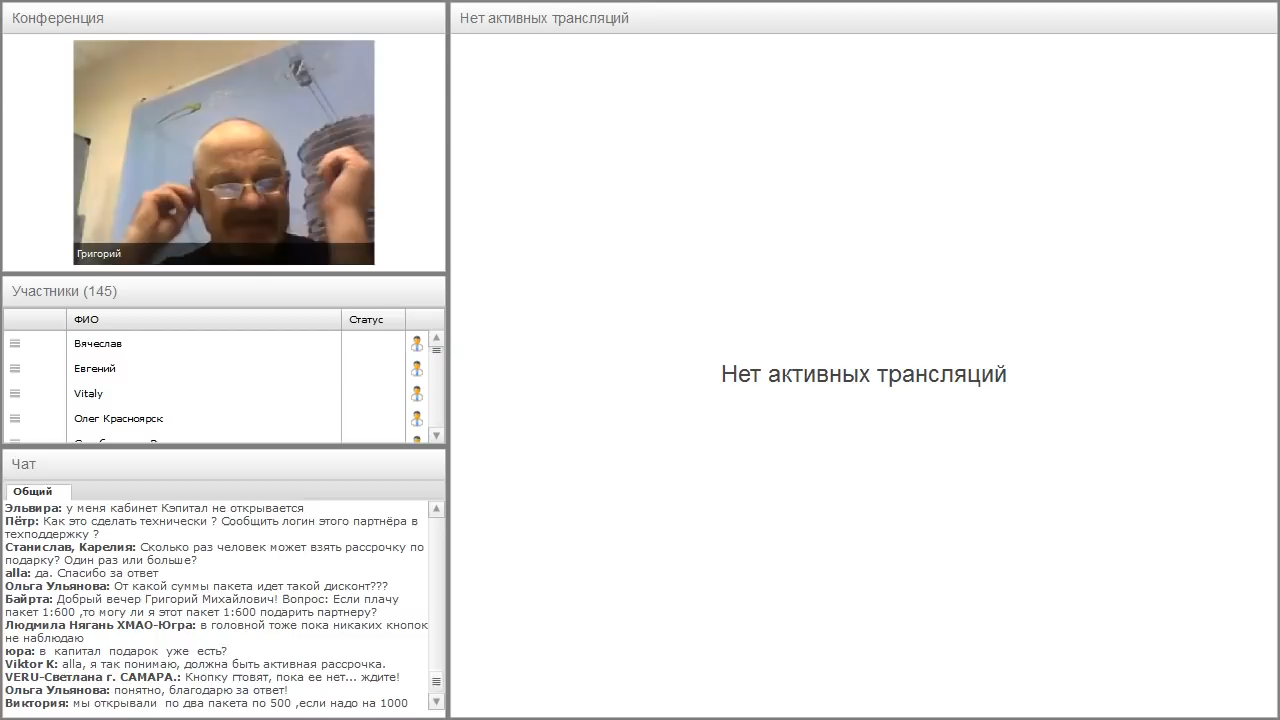 Конференция
Нет активных трансляций
Григорий
Участники (145)
ФИО
Статус
Вячеслав
Евгений
Vitaly
Олег Красноярск
Чат
Общий
Эльвира: у меня кабинет Кэпитал не открывается
Пётр: Как это сделать технически ? Сообщить логин этого партнёра в
техподдержку ?
Станислав, Карелия: Сколько раз человек может взять рассрочку по
подарку? Один раз или больше?
alla: да. Спасибо за ответ
Ольга Ульянова: От какой суммы пакета идет такой дисконт???
Байрта: Добрый вечер Григорий Михайлович! Вопрос: Если плачу
пакет 1:600 ,то могу ли я этот пакет 1:600 подарить партнеру?
Людмила Нягань ХМАО-Югра: в головной тоже пока никаких кнопок
не наблюдаю
юра: в капитал подарок уже есть?
Viktor K: alla, я так понимаю, должна быть активная рассрочка.
VERU-Светлана г. САМАРА.: Кнопку гтовят, пока ее нет... ждите!
Ольга Ульянова: понятно, благодарю за ответ!
Виктория: мы открывали по два пакета по 500 ,если надо на 1000
Нет активных трансляций